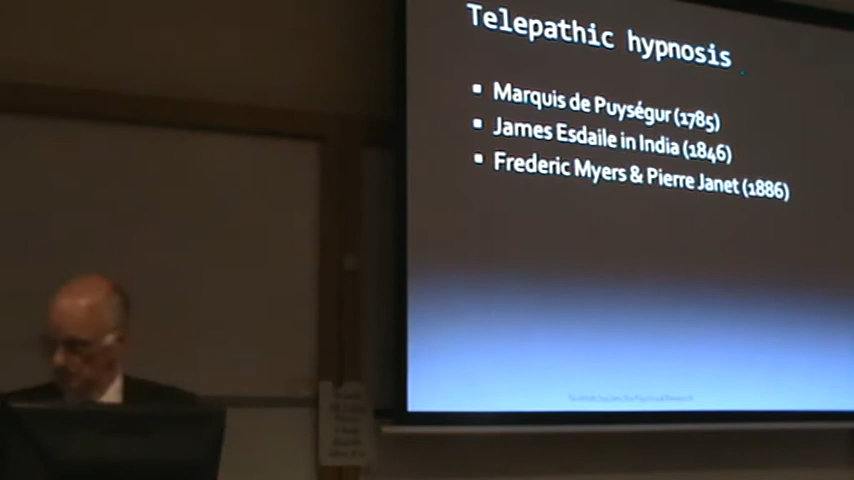 Telepathic hypnosis
▪ Marquis de Puységur (1785)
▪ James Esdaile in India (1846)
▪ Frederic Myers & Pierre Janet (1886)